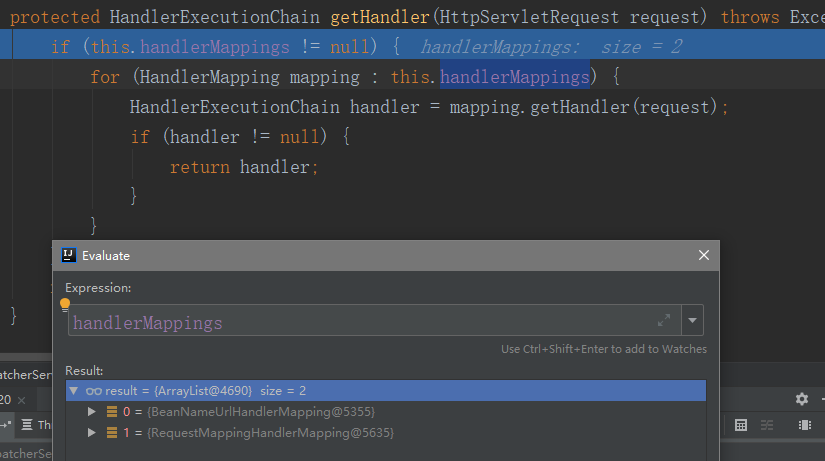 protected HandlerExecutionChain getHandler(HttpServletRequest request) throws Exce
if (this.handlerMappings != null) { handlerMappings: size = 2
for (HandlerMapping mapping : this.handlerMappings) {
HandlerExecutionChain handler = mapping.getHandler(request);
if (handler != null) {
return handler;
}
}
}
Evaluate
Expression:
handlerMappings
Use Ctrl+Shift+Enter to add to Watches
Result:
result = {ArrayList@4690} size = 2
0 = {BeanNameUrlHandlerMapping@5355}
1 = {RequestMappingHandlerMapping@5635}
atcherSer
20
Th
patcherSe